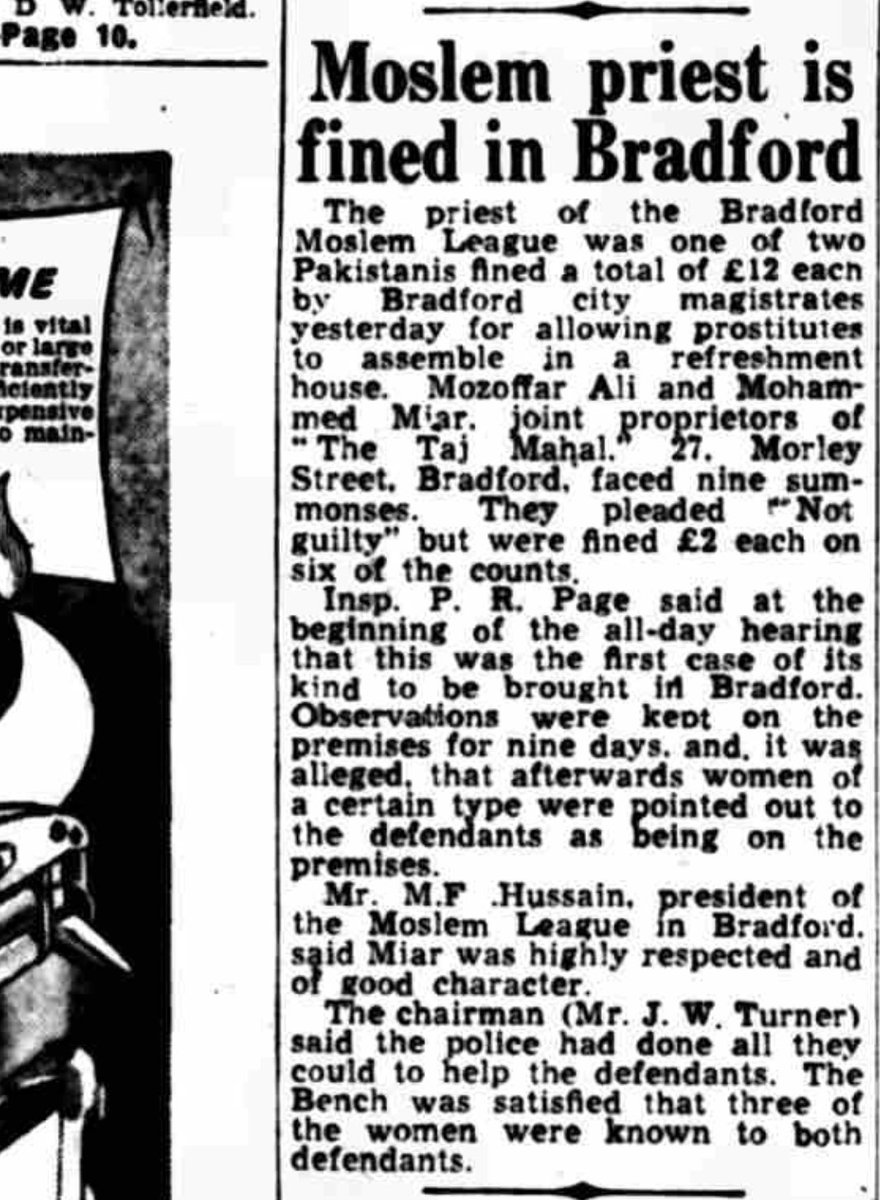 D W. Tollerfield.
Page 10.
ME
is vital
or large
ransfer-
iciently
pensive
o main-
Moslem priest is
fined in Bradford
The priest of the Bradford
Moslem League was one of two
Pakistanis fined a total of £12 each
by Bradford city magistrates
yesterday for allowing prostitutes
to assemble in a refreshment
house. Mozoffar Ali and Moham-
med Miar, joint proprietors of
"The Taj Mahal," 27, Morley
Street, Bradford, faced nine sum-
monses. They pleaded "Not
guilty" but were fined £2 each on
six of the counts.
Insp. P. R. Page said at the
beginning of the all-day hearing
that this was the first case of its
kind to be brought in Bradford.
Observations were kept on the
premises for nine days, and, it was
alleged, that afterwards women of
a certain type were pointed out to
the defendants as being on the
premises.
Mr. M.F .Hussain, president of
the Moslem League in Bradford,
said Miar was highly respected and
of good character.
The chairman (Mr. J. W. Turner)
said the police had done all they
could to help the defendants. The
Bench was satisfied that three of
the women were known to both
defendants.